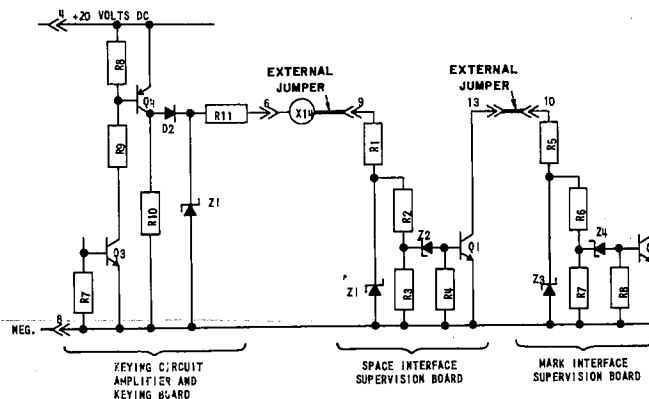 4 +20 VOLTS DC
R8
Q4
D2
R9
R11
6
X14
EXTERNAL
JUMPER
9
R1
13
EXTERNAL
JUMPER
10
R5
R10
Z1
R2
Z2
Q1
R6
Z4
Q3
R7
Z1
R3
R4
Z3
R7
R8
NEG.
8
KEYING CIRCUIT
AMPLIFIER AND
KEYING BOARD
SPACE INTERFACE
SUPERVISION BOARD
MARK INTERFACE
SUPERVISION BOARD